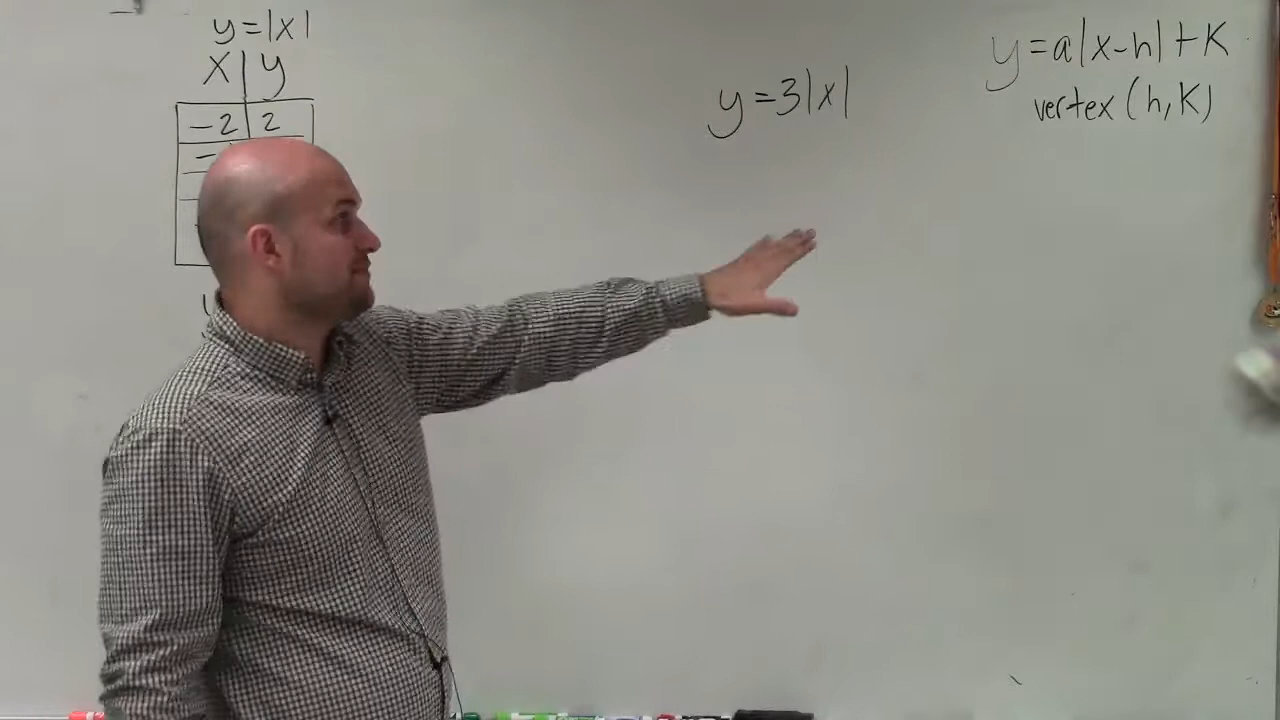 y=|x|
x | y
-2 | 2
y=3|x|
y=a|x-h|+K
vertex (h,K)